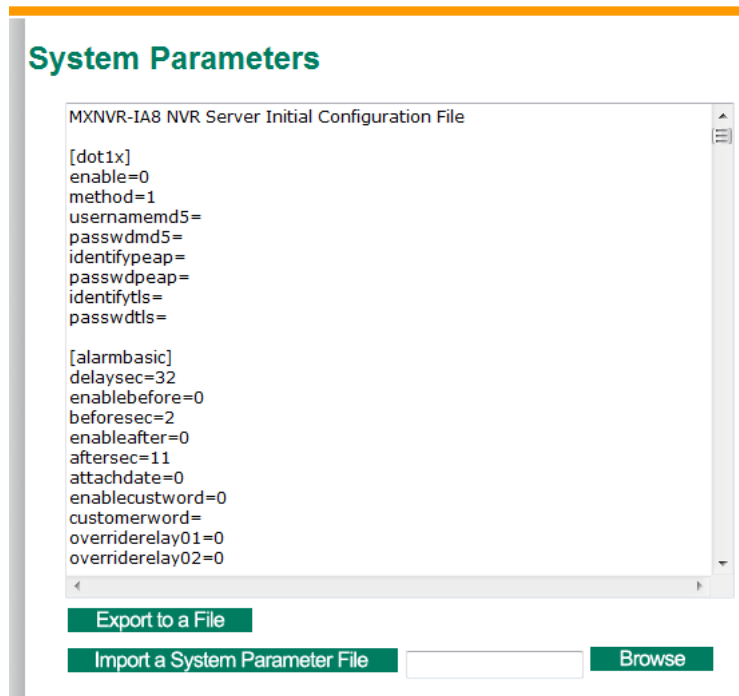 System Parameters
MXNVR-IA8 NVR Server Initial Configuration File
[dot1x]
enable=0
method=1
usernamemd5=
passwdmd5=
identifypeap=
passwdpeap=
identifytls=
passwdtls=
[alarmbasic]
delaysec=32
enablebefore=0
beforesec=2
enableafter=0
aftersec=11
attachdate=0
enablecustword=0
customerword=
overriderelay01=0
overriderelay02=0
Export to a File
Import a System Parameter File Browse